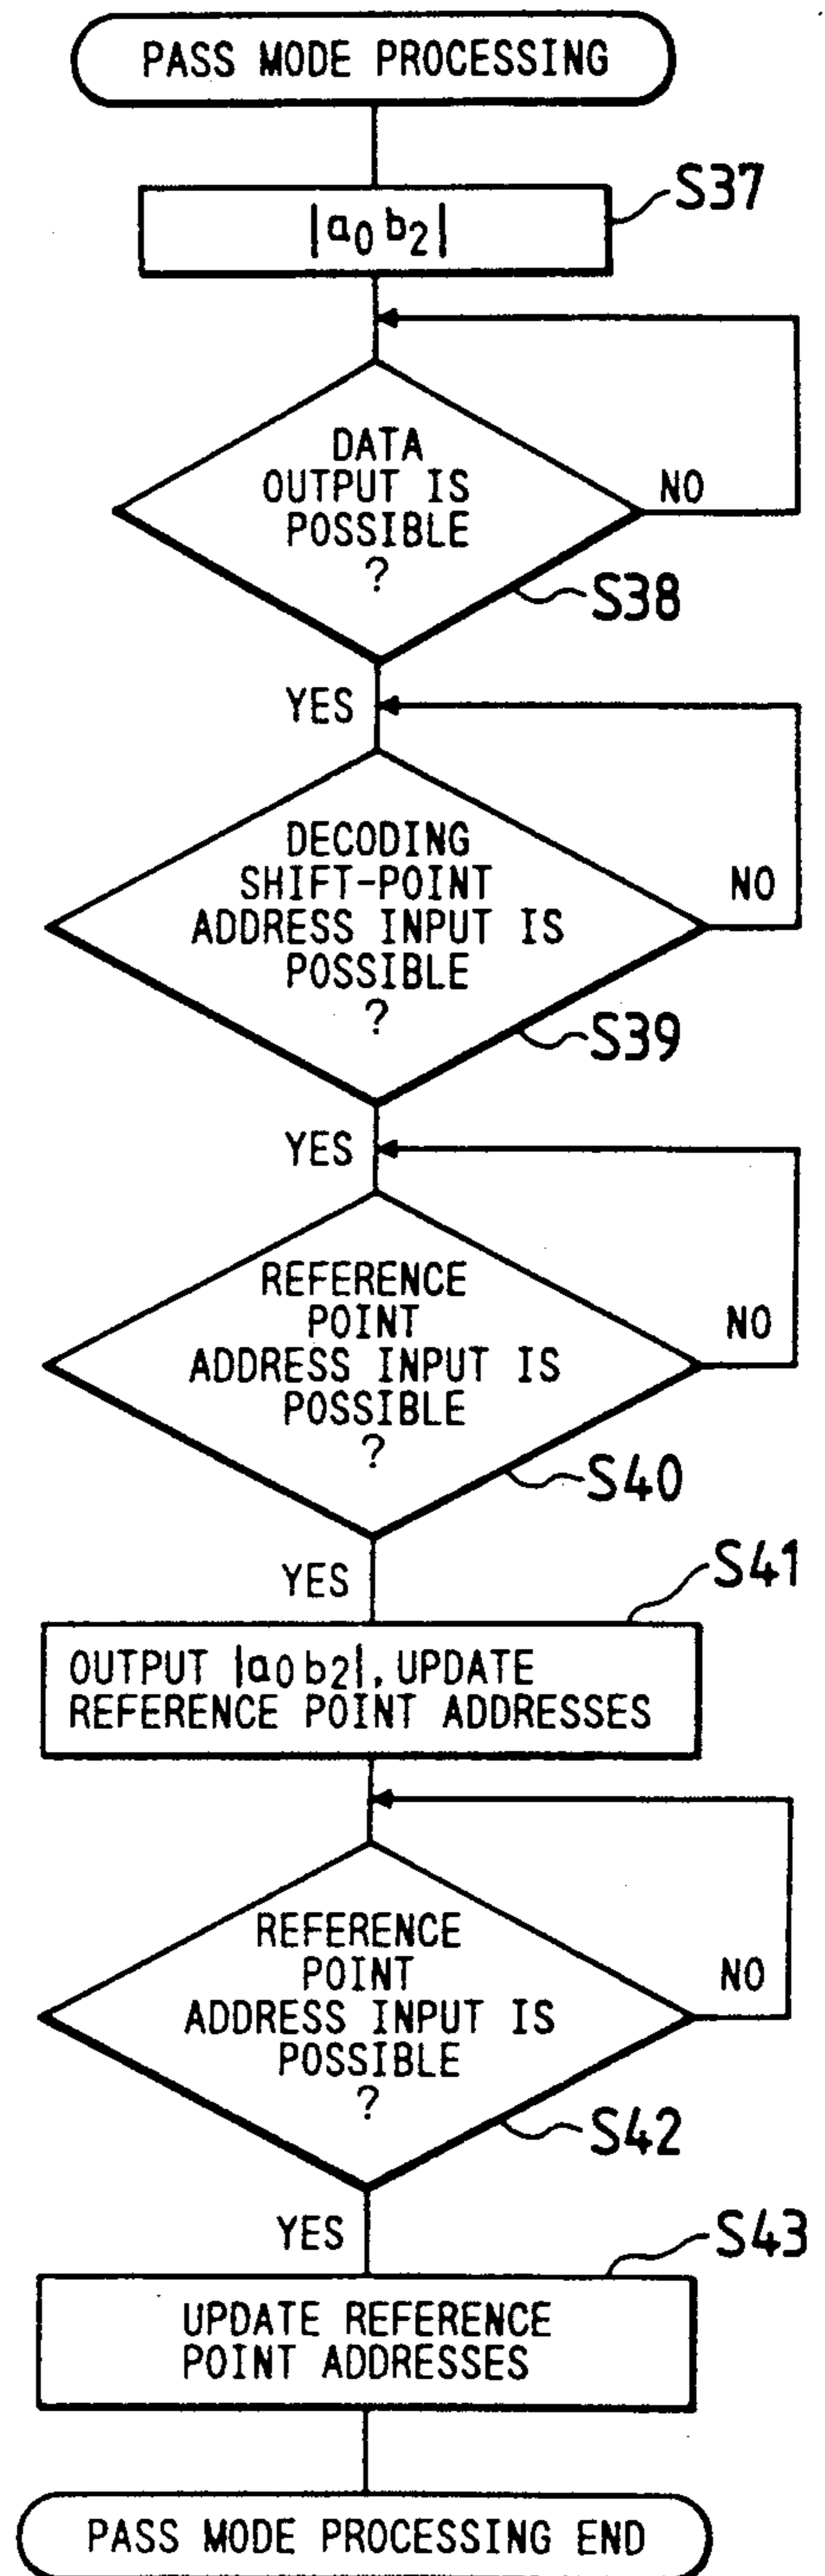 PASS MODE PROCESSING
S37
|a0 b2|
DATA
OUTPUT IS
POSSIBLE
?
NO
S38
YES
DECODING
SHIFT-POINT
ADDRESS INPUT IS
POSSIBLE
?
NO
S39
YES
REFERENCE
POINT
ADDRESS INPUT IS
POSSIBLE
?
NO
S40
YES
S41
OUTPUT |a0 b2|, UPDATE
REFERENCE POINT ADDRESSES
REFERENCE
POINT
ADDRESS INPUT IS
POSSIBLE
?
NO
S42
YES
S43
UPDATE REFERENCE
POINT ADDRESSES
PASS MODE PROCESSING END